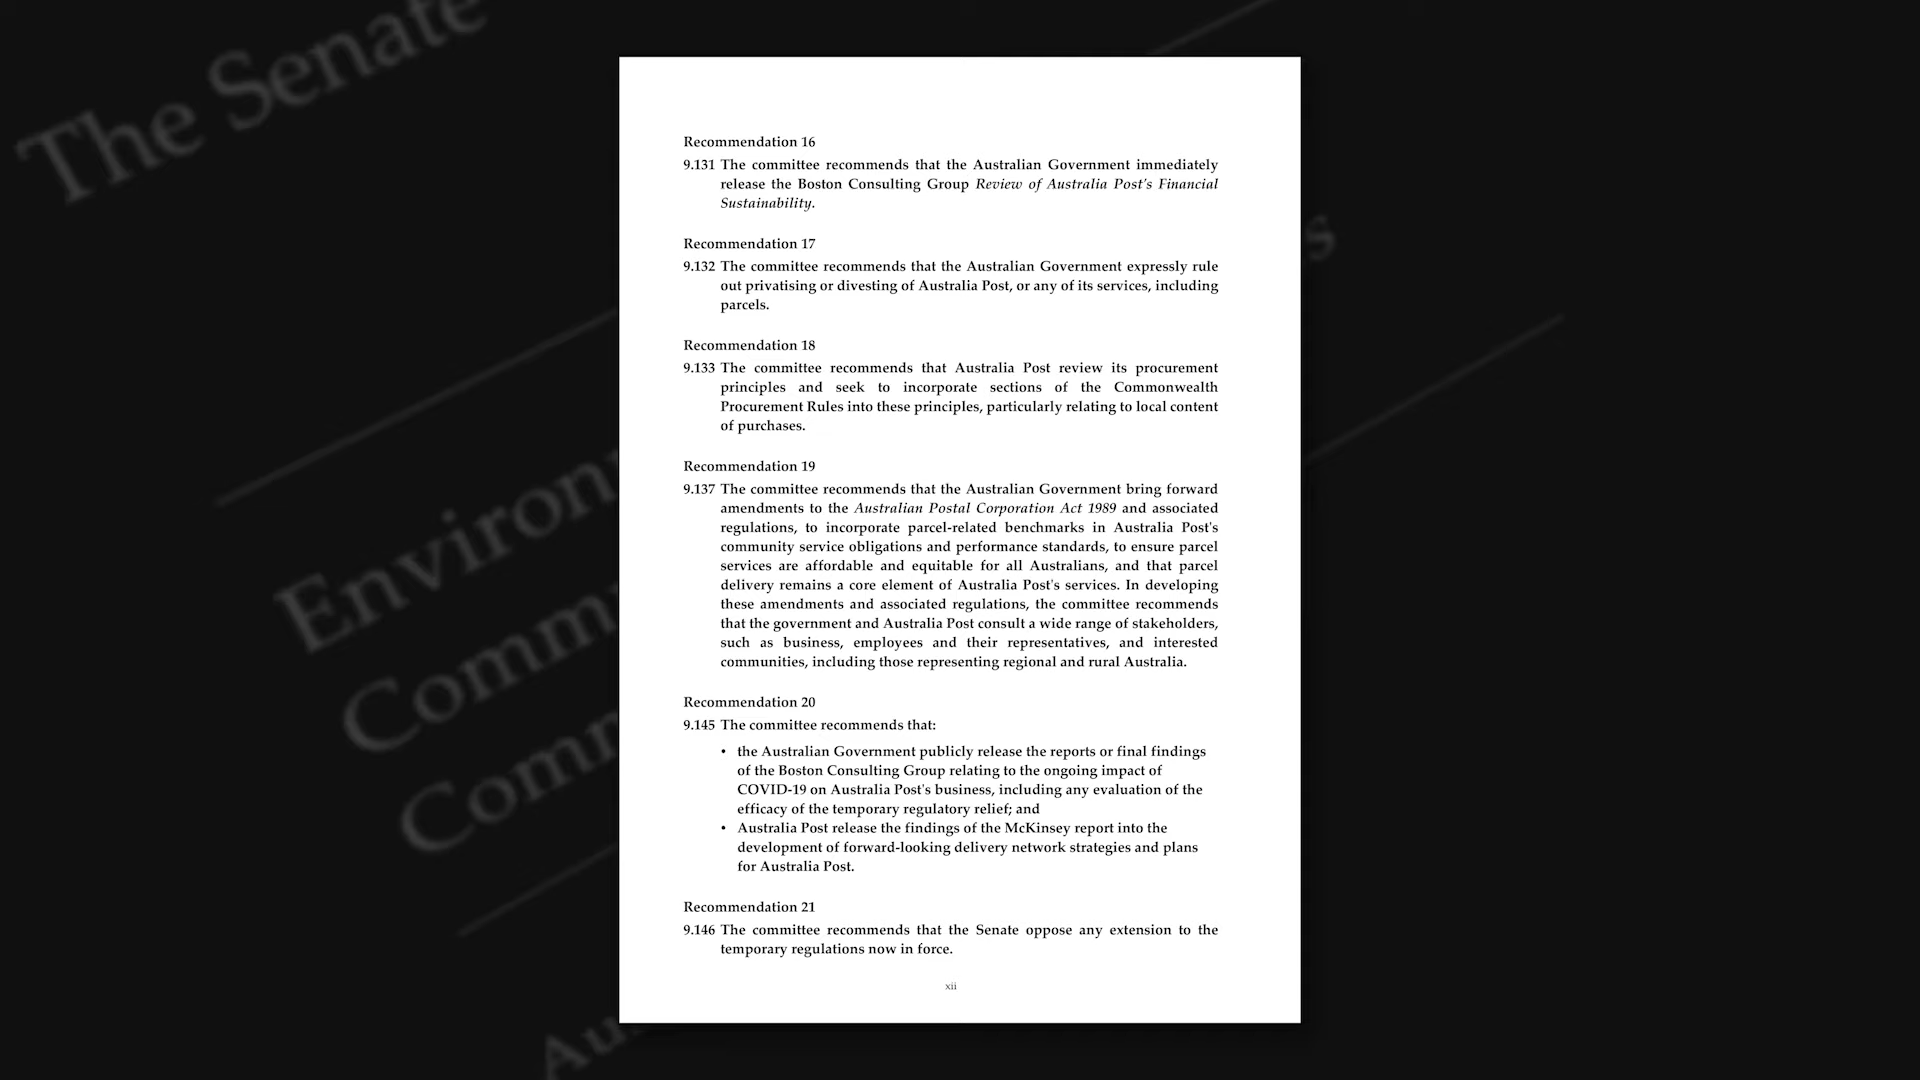 The Senate
s
Environ
Comm
Comm
Au
Recommendation 16
9.131 The committee recommends that the Australian Government immediately
release the Boston Consulting Group Review of Australia Post's Financial
Sustainability.
Recommendation 17
9.132 The committee recommends that the Australian Government expressly rule
out privatising or divesting of Australia Post, or any of its services, including
parcels.
Recommendation 18
9.133 The committee recommends that Australia Post review its procurement
principles and seek to incorporate sections of the Commonwealth
Procurement Rules into these principles, particularly relating to local content
of purchases.
Recommendation 19
9.137 The committee recommends that the Australian Government bring forward
amendments to the Australian Postal Corporation Act 1989 and associated
regulations, to incorporate parcel-related benchmarks in Australia Post's
community service obligations and performance standards, to ensure parcel
services are affordable and equitable for all Australians, and that parcel
delivery remains a core element of Australia Post's services. In developing
these amendments and associated regulations, the committee recommends
that the government and Australia Post consult a wide range of stakeholders,
such as business, employees and their representatives, and interested
communities, including those representing regional and rural Australia.
Recommendation 20
9.145 The committee recommends that:
• the Australian Government publicly release the reports or final findings
of the Boston Consulting Group relating to the ongoing impact of
COVID-19 on Australia Post's business, including any evaluation of the
efficacy of the temporary regulatory relief; and
• Australia Post release the findings of the McKinsey report into the
development of forward-looking delivery network strategies and plans
for Australia Post.
Recommendation 21
9.146 The committee recommends that the Senate oppose any extension to the
temporary regulations now in force.
xii